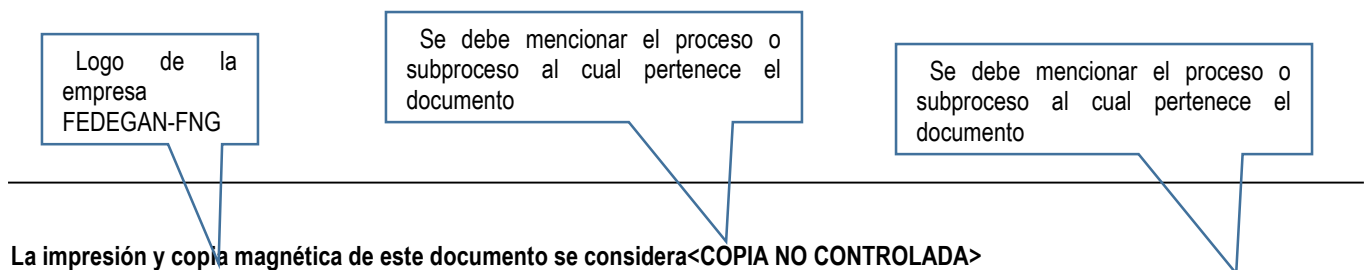 Logo de la
empresa
FEDEGAN-FNG
Se debe mencionar el proceso o
subproceso al cual pertenece el
documento
Se debe mencionar el proceso o
subproceso al cual pertenece el
documento
La impresión y copia magnética de este documento se considera<COPIA NO CONTROLADA>